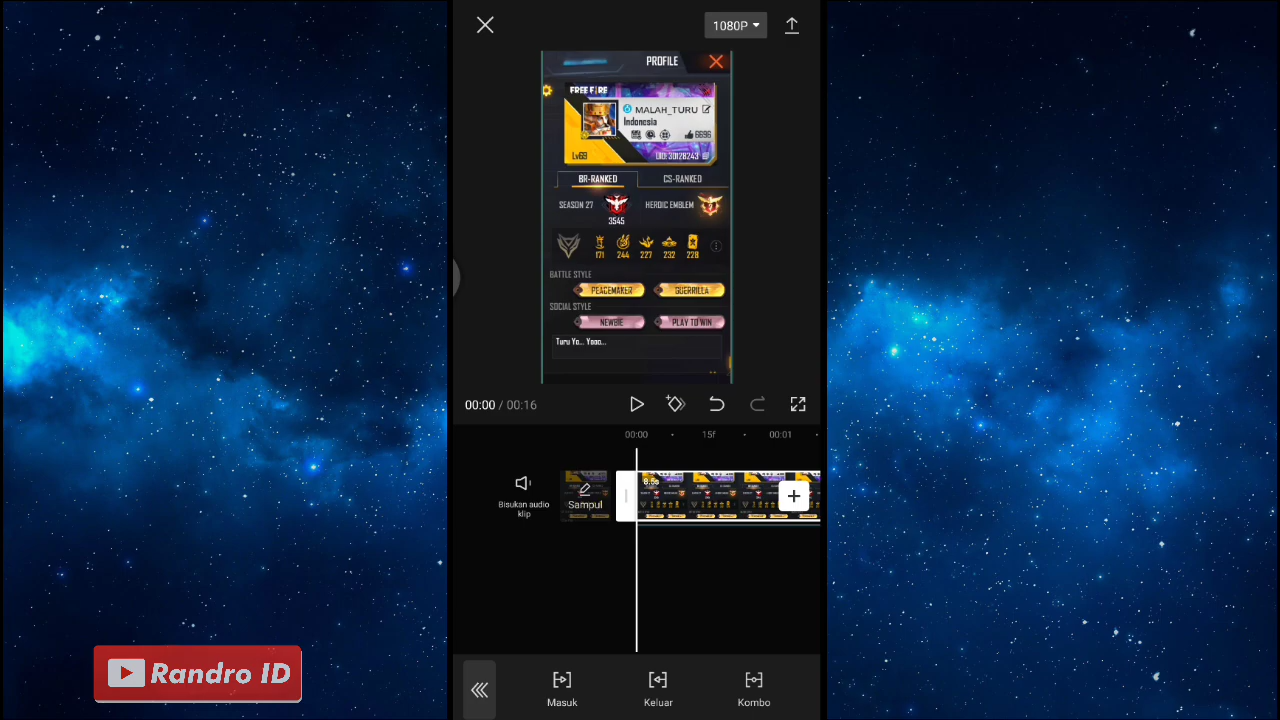 1080P
PROFILE
FREE FIRE
MALAH_TURU
Indonesia
6696
Lv69
UID: 30128243
BR-RANKED
CS-RANKED
SEASON 27
HEROIC EMBLEM
3545
171 244 227 232 228
BATTLE STYLE
PEACEMAKER
GUERRILLA
SOCIAL STYLE
NEWBIE
PLAY TO WIN
Turu Yo... Yooo...
00:00 / 00:16
00:00 15f 00:01
8.5s
Bisukan audio
klip
Sampul
Masuk
Keluar
Kombo
Randro ID